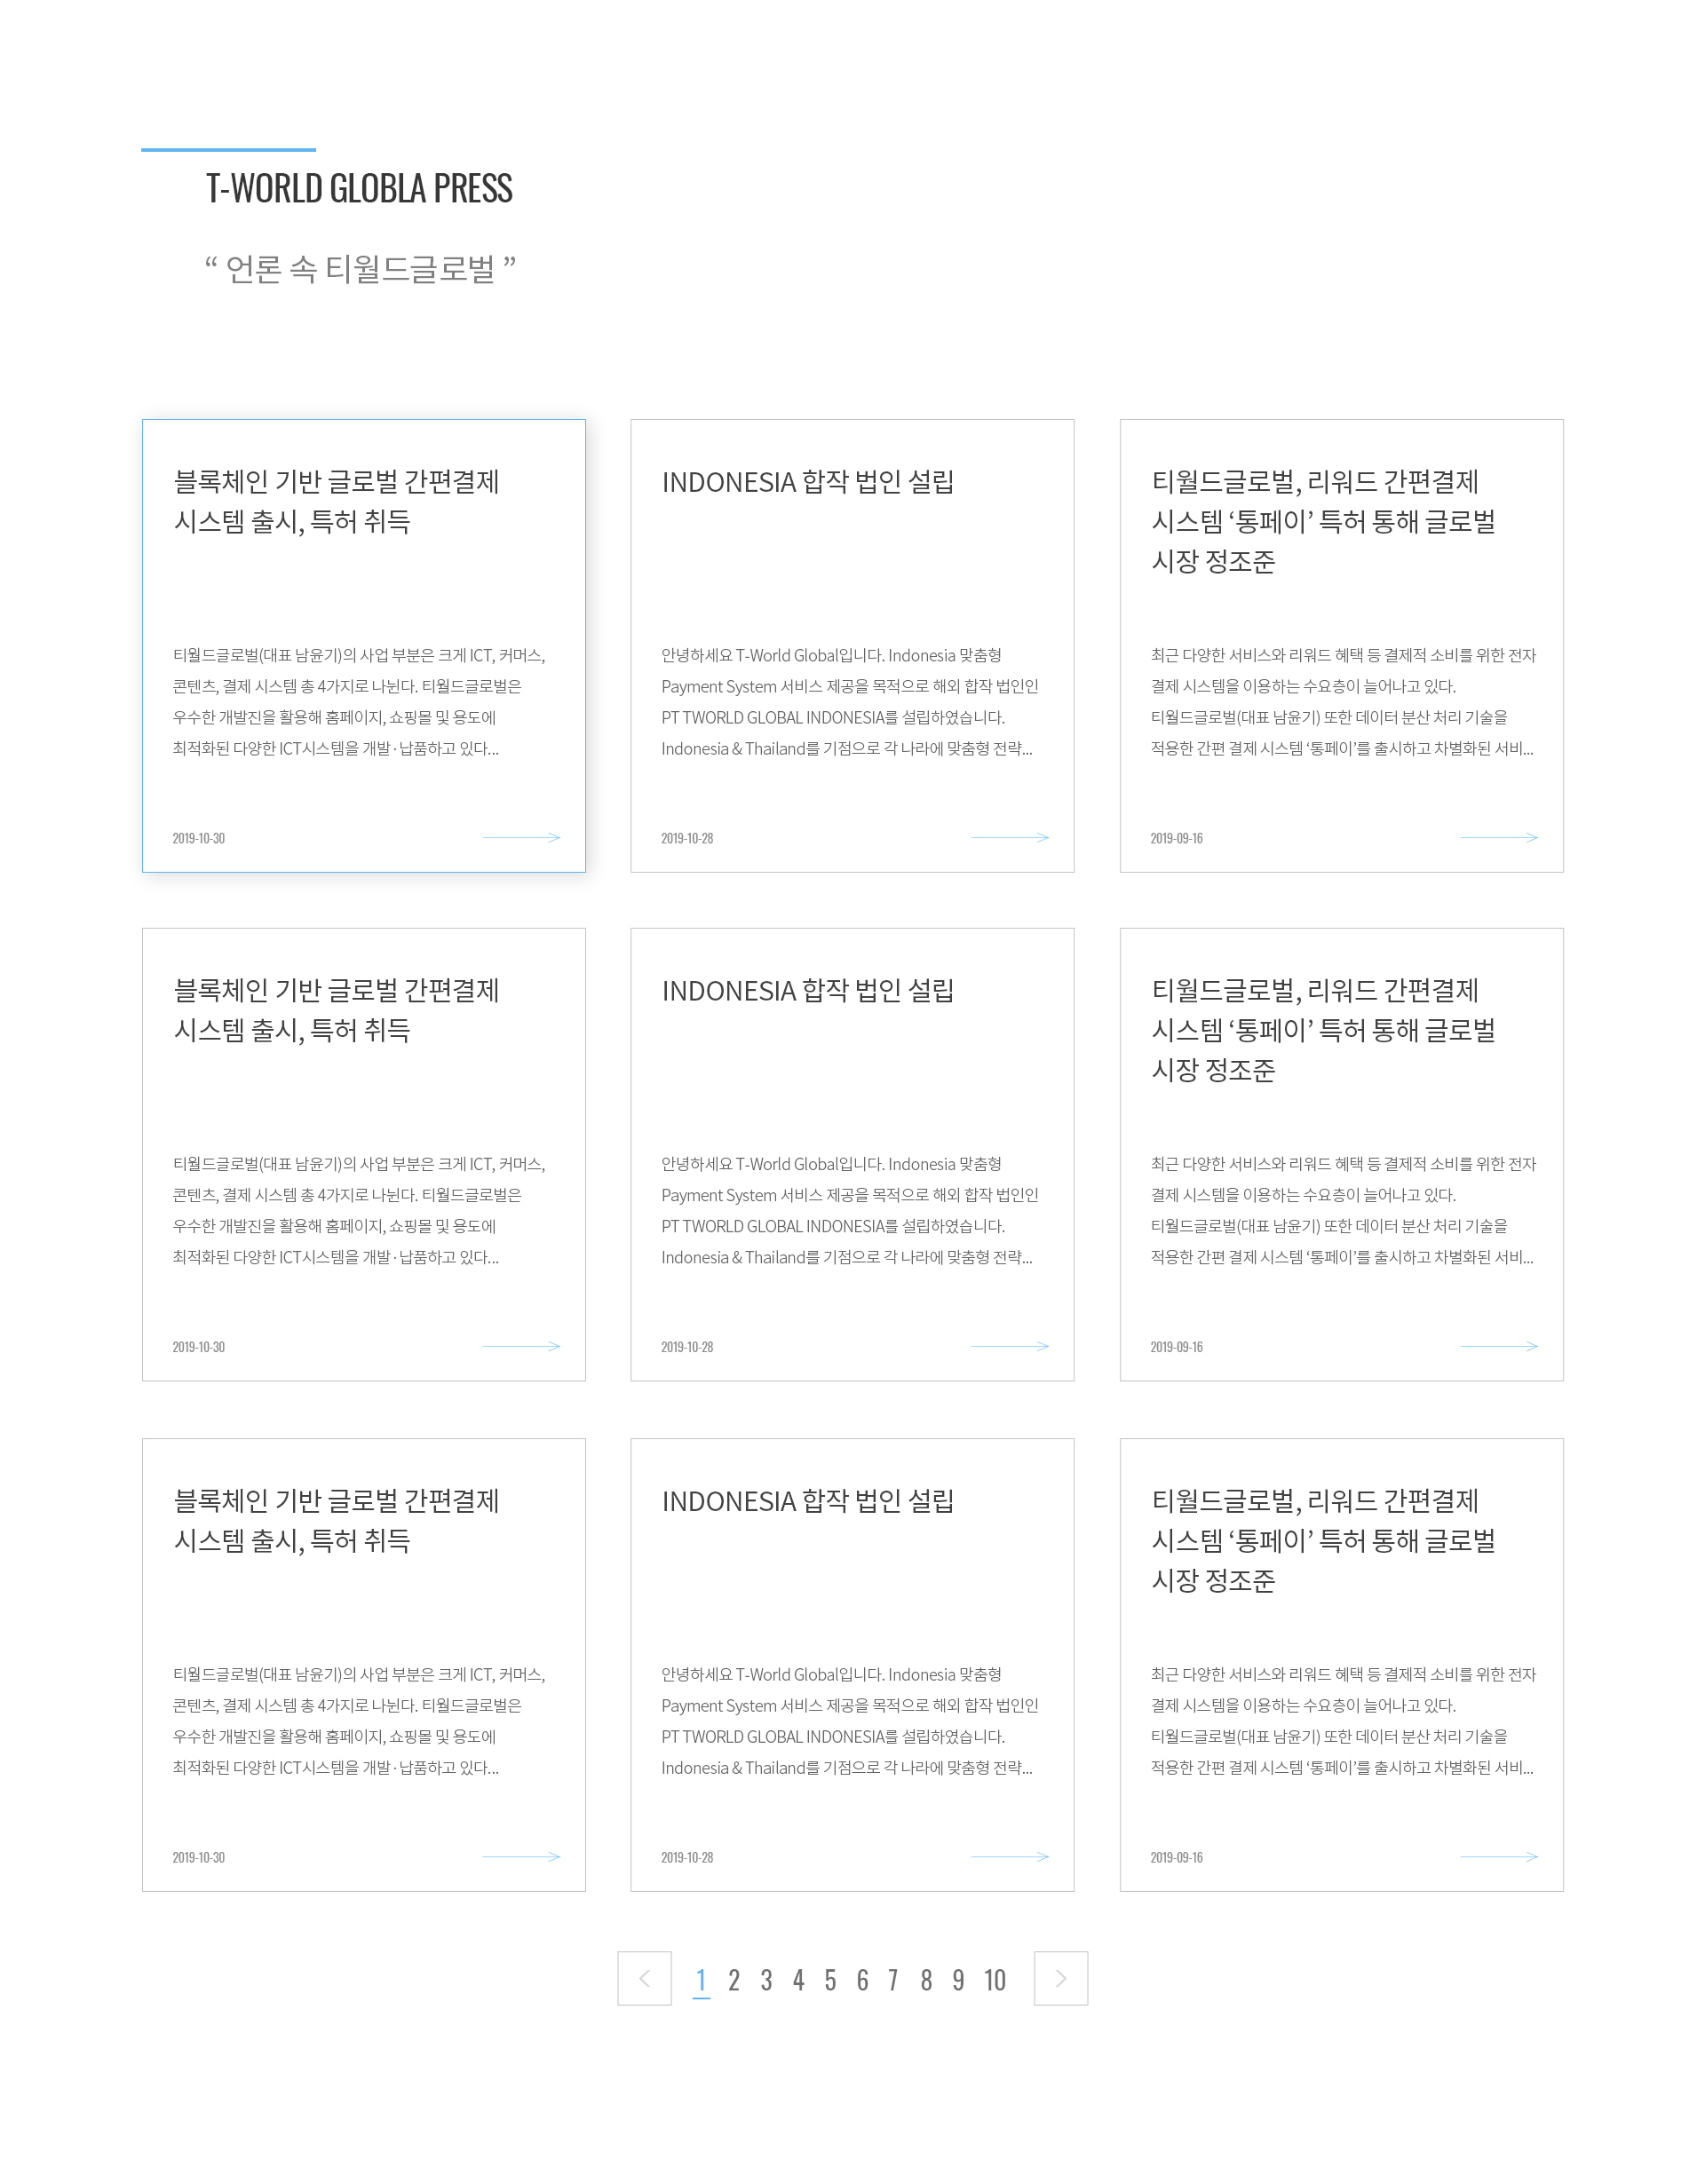 T-WORLD GLOBLA PRESS
“ 언론 속 티월드글로벌 ”
블록체인 기반 글로벌 간편결제
시스템 출시, 특허 취득
티월드글로벌(대표 남윤기)의 사업 부분은 크게 ICT, 커머스,
콘텐츠, 결제 시스템 총 4가지로 나뉜다. 티월드글로벌은
우수한 개발진을 활용해 홈페이지, 쇼핑몰 및 용도에
최적화된 다양한 ICT시스템을 개발·납품하고 있다...
2019-10-30
INDONESIA 합작 법인 설립
안녕하세요 T-World Global입니다. Indonesia 맞춤형
Payment System 서비스 제공을 목적으로 해외 합작 법인인
PT TWORLD GLOBAL INDONESIA를 설립하였습니다.
Indonesia & Thailand를 기점으로 각 나라에 맞춤형 전략...
2019-10-28
티월드글로벌, 리워드 간편결제
시스템 ‘통페이’ 특허 통해 글로벌
시장 정조준
최근 다양한 서비스와 리워드 혜택 등 결제적 소비를 위한 전자
결제 시스템을 이용하는 수요층이 늘어나고 있다.
티월드글로벌(대표 남윤기) 또한 데이터 분산 처리 기술을
적용한 간편 결제 시스템 ‘통페이’를 출시하고 차별화된 서비...
2019-09-16
블록체인 기반 글로벌 간편결제
시스템 출시, 특허 취득
티월드글로벌(대표 남윤기)의 사업 부분은 크게 ICT, 커머스,
콘텐츠, 결제 시스템 총 4가지로 나뉜다. 티월드글로벌은
우수한 개발진을 활용해 홈페이지, 쇼핑몰 및 용도에
최적화된 다양한 ICT시스템을 개발·납품하고 있다...
2019-10-30
INDONESIA 합작 법인 설립
안녕하세요 T-World Global입니다. Indonesia 맞춤형
Payment System 서비스 제공을 목적으로 해외 합작 법인인
PT TWORLD GLOBAL INDONESIA를 설립하였습니다.
Indonesia & Thailand를 기점으로 각 나라에 맞춤형 전략...
2019-10-28
티월드글로벌, 리워드 간편결제
시스템 ‘통페이’ 특허 통해 글로벌
시장 정조준
최근 다양한 서비스와 리워드 혜택 등 결제적 소비를 위한 전자
결제 시스템을 이용하는 수요층이 늘어나고 있다.
티월드글로벌(대표 남윤기) 또한 데이터 분산 처리 기술을
적용한 간편 결제 시스템 ‘통페이’를 출시하고 차별화된 서비...
2019-09-16
블록체인 기반 글로벌 간편결제
시스템 출시, 특허 취득
티월드글로벌(대표 남윤기)의 사업 부분은 크게 ICT, 커머스,
콘텐츠, 결제 시스템 총 4가지로 나뉜다. 티월드글로벌은
우수한 개발진을 활용해 홈페이지, 쇼핑몰 및 용도에
최적화된 다양한 ICT시스템을 개발·납품하고 있다...
2019-10-30
INDONESIA 합작 법인 설립
안녕하세요 T-World Global입니다. Indonesia 맞춤형
Payment System 서비스 제공을 목적으로 해외 합작 법인인
PT TWORLD GLOBAL INDONESIA를 설립하였습니다.
Indonesia & Thailand를 기점으로 각 나라에 맞춤형 전략...
2019-10-28
티월드글로벌, 리워드 간편결제
시스템 ‘통페이’ 특허 통해 글로벌
시장 정조준
최근 다양한 서비스와 리워드 혜택 등 결제적 소비를 위한 전자
결제 시스템을 이용하는 수요층이 늘어나고 있다.
티월드글로벌(대표 남윤기) 또한 데이터 분산 처리 기술을
적용한 간편 결제 시스템 ‘통페이’를 출시하고 차별화된 서비...
2019-09-16
1 2 3 4 5 6 7 8 9 10